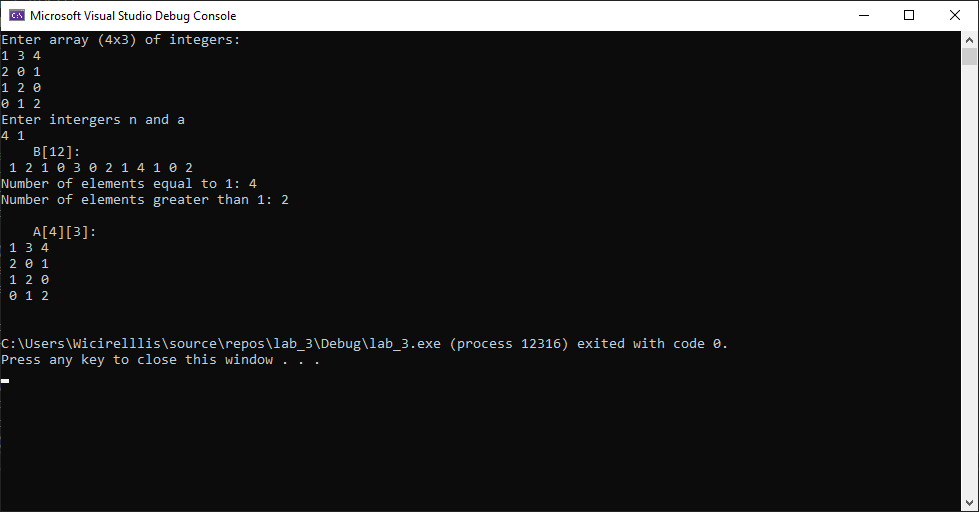 Microsoft Visual Studio Debug Console
Enter array (4x3) of integers:
1 3 4
2 0 1
1 2 0
0 1 2
Enter intergers n and a
4 1
B[12]:
1 2 1 0 3 0 2 1 4 1 0 2
Number of elements equal to 1: 4
Number of elements greater than 1: 2
A[4][3]:
1 3 4
2 0 1
1 2 0
0 1 2
C:\Users\Wicirelllis\source\repos\lab_3\Debug\lab_3.exe (process 12316) exited with code 0.
Press any key to close this window . . .